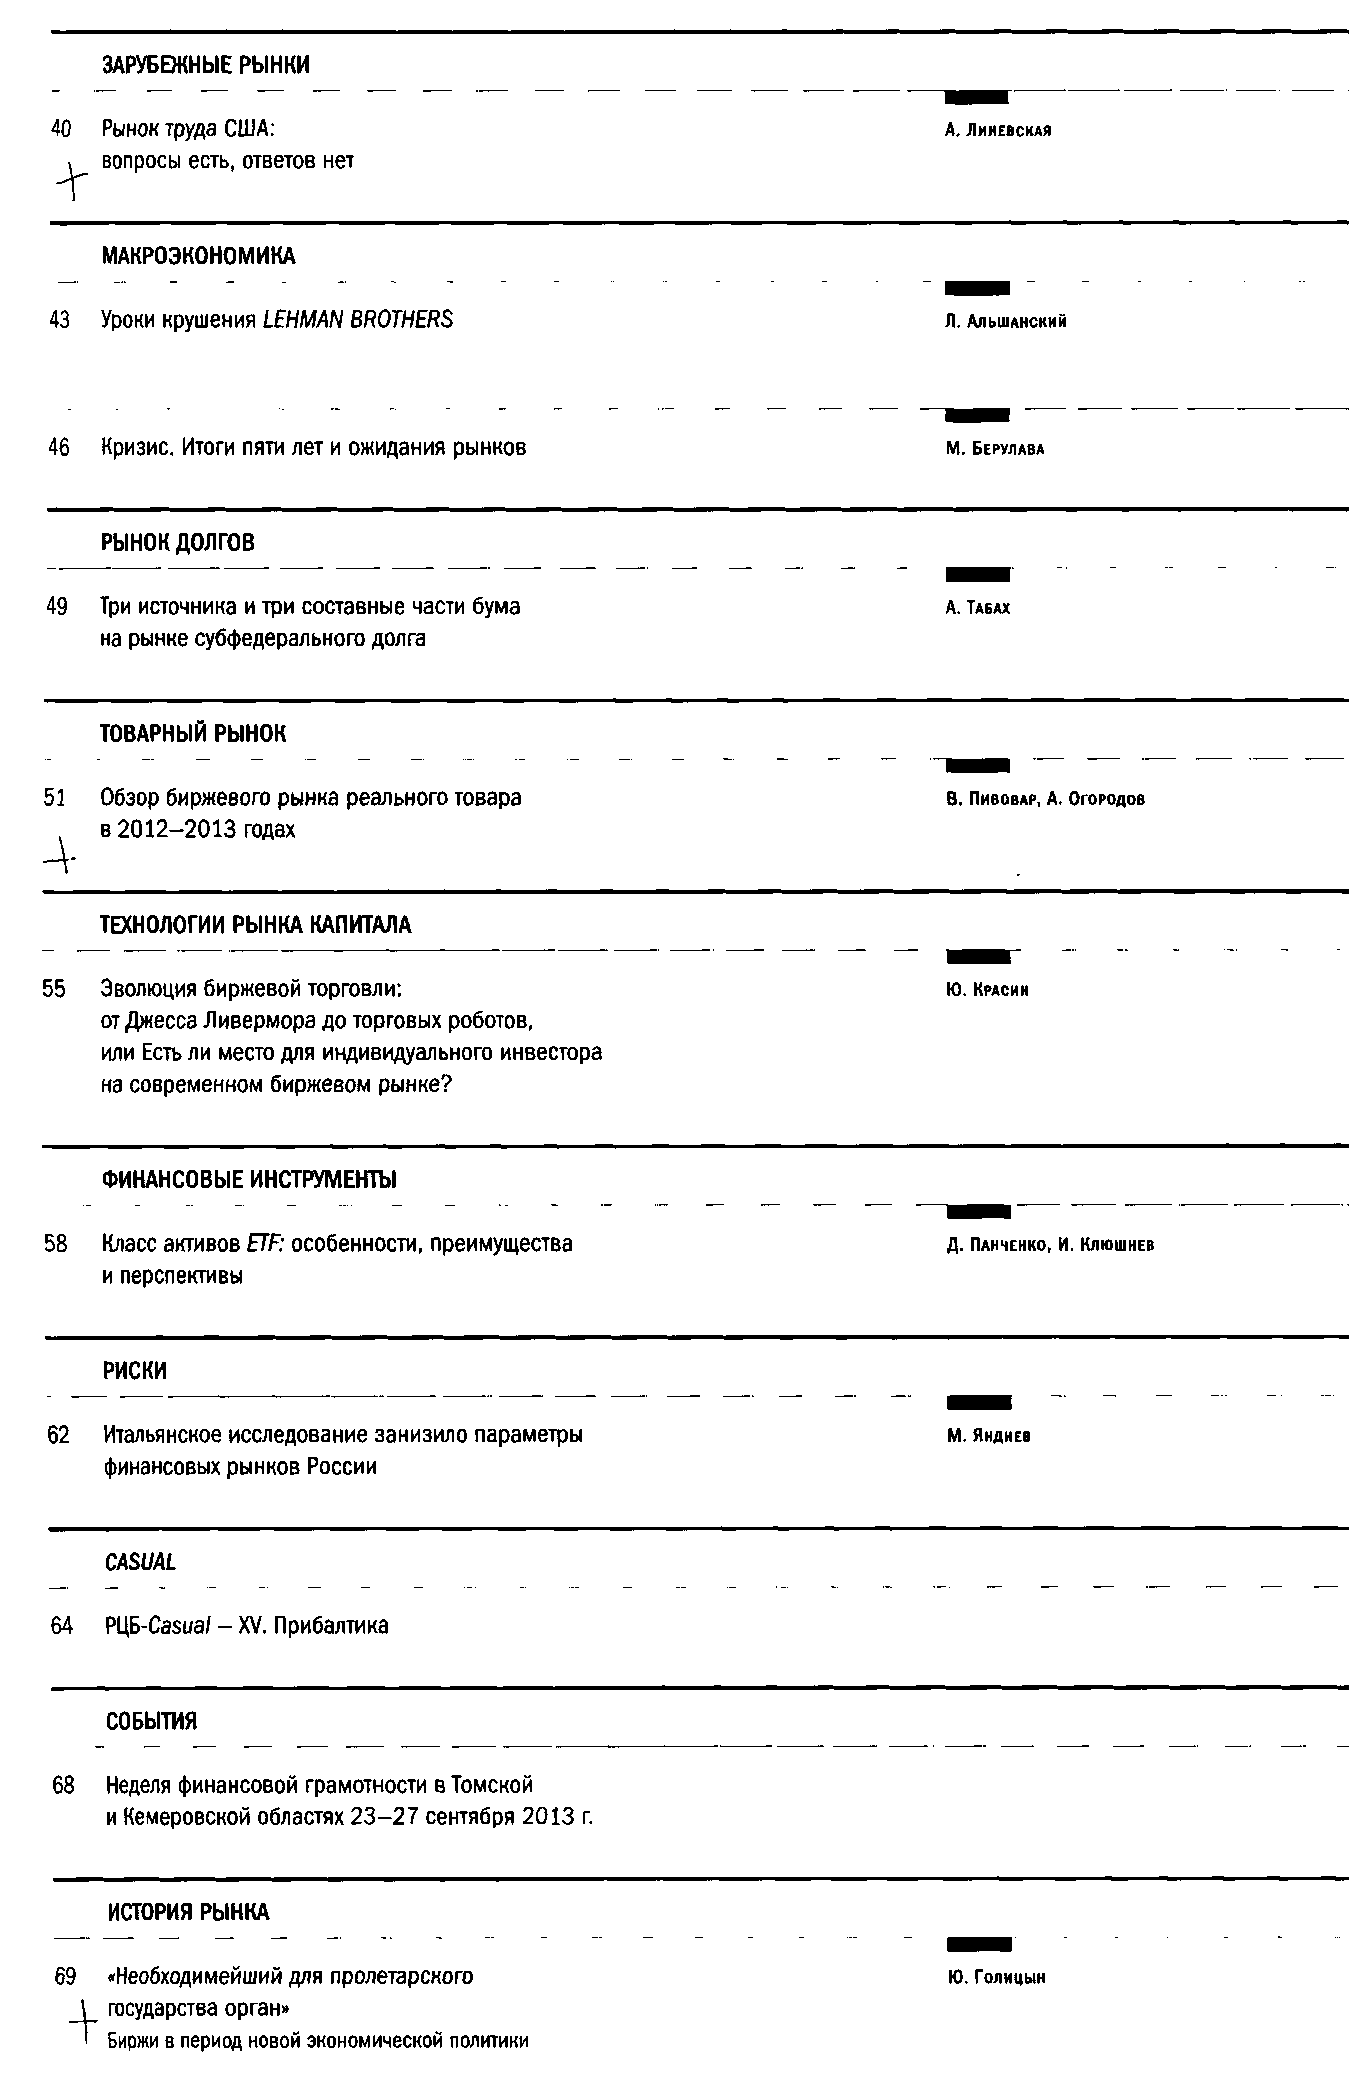 ЗАРУБЕЖНЫЕ РЫНКИ
40 Рынок труда США: А. Линевская
+ вопросы есть, ответов нет
МАКРОЭКОНОМИКА
43 Уроки крушения LEHMAN BROTHERS Л. Альшанский
46 Кризис. Итоги пяти лет и ожидания рынков М. Берулава
РЫНОК ДОЛГОВ
49 Три источника и три составные части бума А. Табах
на рынке субфедерального долга
ТОВАРНЫЙ РЫНОК
51 Обзор биржевого рынка реального товара В. Пивовар, А. Огородов
+ в 2012–2013 годах
ТЕХНОЛОГИИ РЫНКА КАПИТАЛА
55 Эволюция биржевой торговли: Ю. Красин
от Джесса Ливермора до торговых роботов,
или Есть ли место для индивидуального инвестора
на современном биржевом рынке?
ФИНАНСОВЫЕ ИНСТРУМЕНТЫ
58 Класс активов ETF: особенности, преимущества Д. Панченко, И. Клюшнев
и перспективы
РИСКИ
62 Итальянское исследование занизило параметры М. Яндиев
финансовых рынков России
CASUAL
64 РЦБ-Casual – XV. Прибалтика
СОБЫТИЯ
68 Неделя финансовой грамотности в Томской
и Кемеровской областях 23–27 сентября 2013 г.
ИСТОРИЯ РЫНКА
69 «Необходимейший для пролетарского Ю. Голицын
+ государства орган»
Биржи в период новой экономической политики